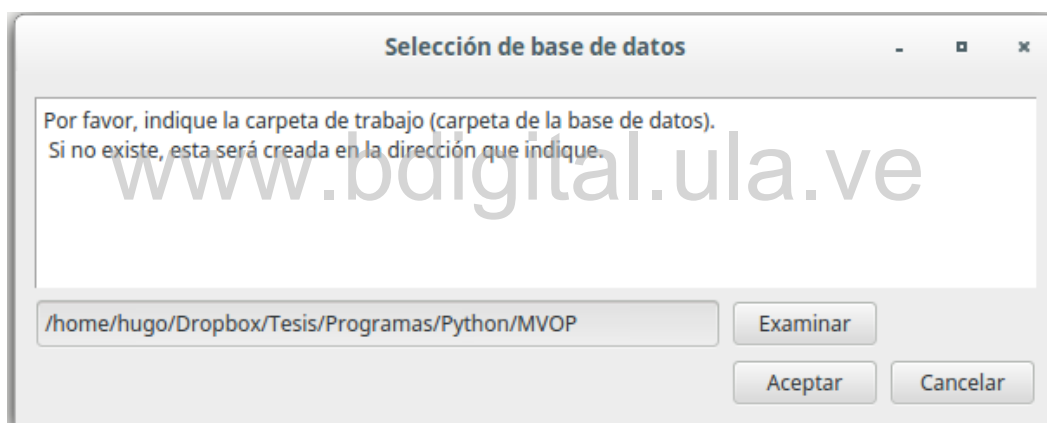 Selección de base de datos
Por favor, indique la carpeta de trabajo (carpeta de la base de datos).
Si no existe, esta será creada en la dirección que indique.
www.bdigital.ula.ve
/home/hugo/Dropbox/Tesis/Programas/Python/MVOP
Examinar
Aceptar
Cancelar